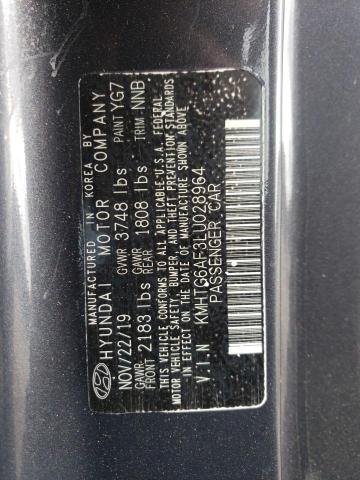 MANUFACTURED IN KOREA BY
HYUNDAI MOTOR COMPANY
NOV/22/19 GVWR 3748 lbs PAINT YG7
GAWR FRONT 2183 lbs GAWR REAR 1808 lbs TRIM NNB
THIS VEHICLE CONFORMS TO ALL APPLICABLE U.S.A. FEDERAL
MOTOR VEHICLE SAFETY, BUMPER, AND THEFT PREVENTION STANDARDS
IN EFFECT ON THE DATE OF MANUFACTURE SHOWN ABOVE.
V.I.N KMHTG6AF3LU028964
PASSENGER CAR